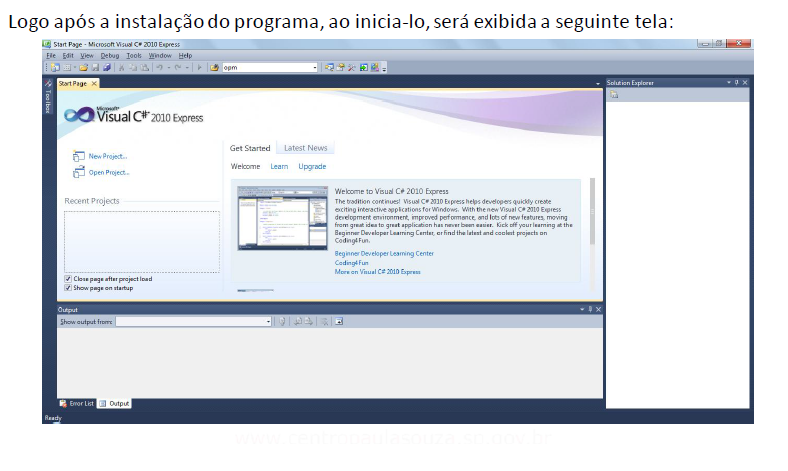 Logo após a instalação do programa, ao inicia-lo, será exibida a seguinte tela:
Start Page - Microsoft Visual C# 2010 Express
File Edit View Debug Tools Window Help
opm
Toolbox
Start Page
Solution Explorer
Microsoft
Visual C# 2010 Express
Get Started Latest News
New Project...
Welcome Learn Upgrade
Open Project...
Recent Projects
Welcome to Visual C# 2010 Express
The tradition continues! Visual C# 2010 Express helps developers quickly create
exciting interactive applications for Windows. With the new Visual C# 2010 Express
development environment, improved performance, and lots of new features, moving
from great idea to great application has never been easier. Kick off your learning at the
Beginner Developer Learning Center, or find the latest and coolest projects on
Coding4Fun.
Beginner Developer Learning Center
Coding4Fun
More on Visual C# 2010 Express
Close page after project load
Show page on startup
Output
Show output from:
Error List Output
Ready
www.centropaulasouza.sp.gov.br